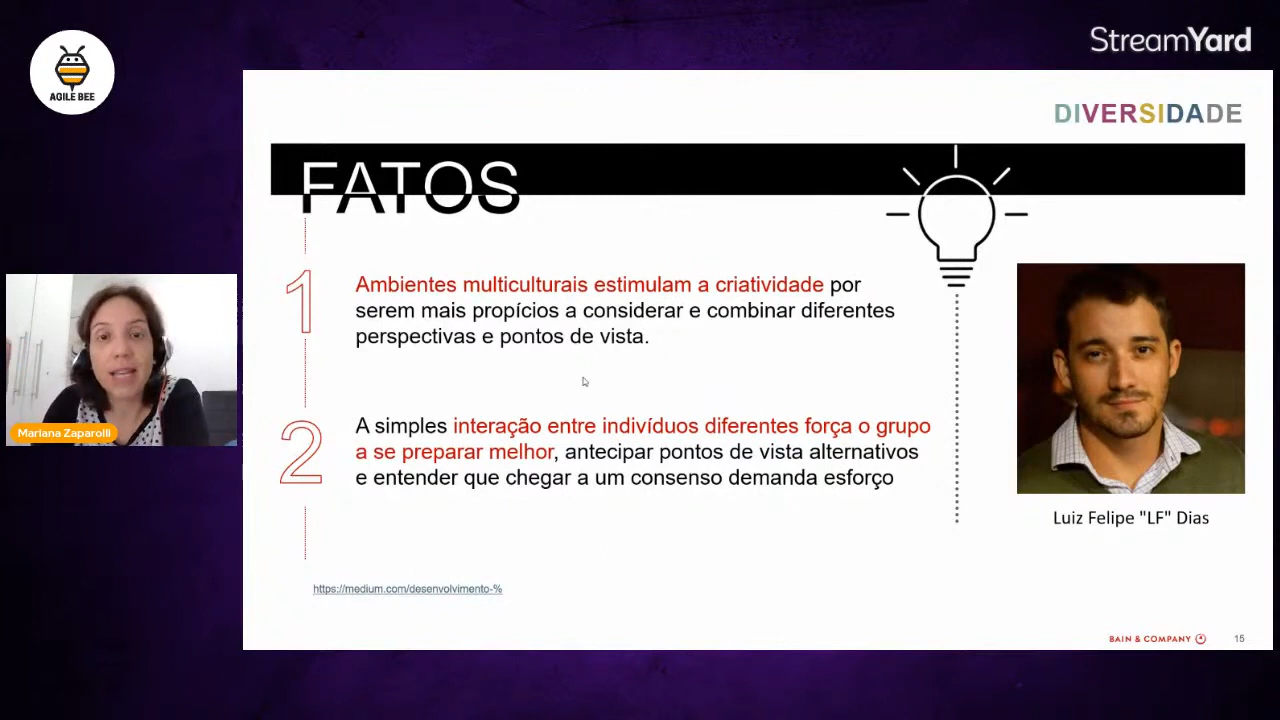 AGILE BEE
StreamYard
DIVERSIDADE
FATOS
1
Ambientes multiculturais estimulam a criatividade por
serem mais propícios a considerar e combinar diferentes
perspectivas e pontos de vista.
2
A simples interação entre indivíduos diferentes força o grupo
a se preparar melhor, antecipar pontos de vista alternativos
e entender que chegar a um consenso demanda esforço
Mariana Zaparolli
Luiz Felipe "LF" Dias
https://medium.com/desenvolvimento-%
BAIN & COMPANY
15